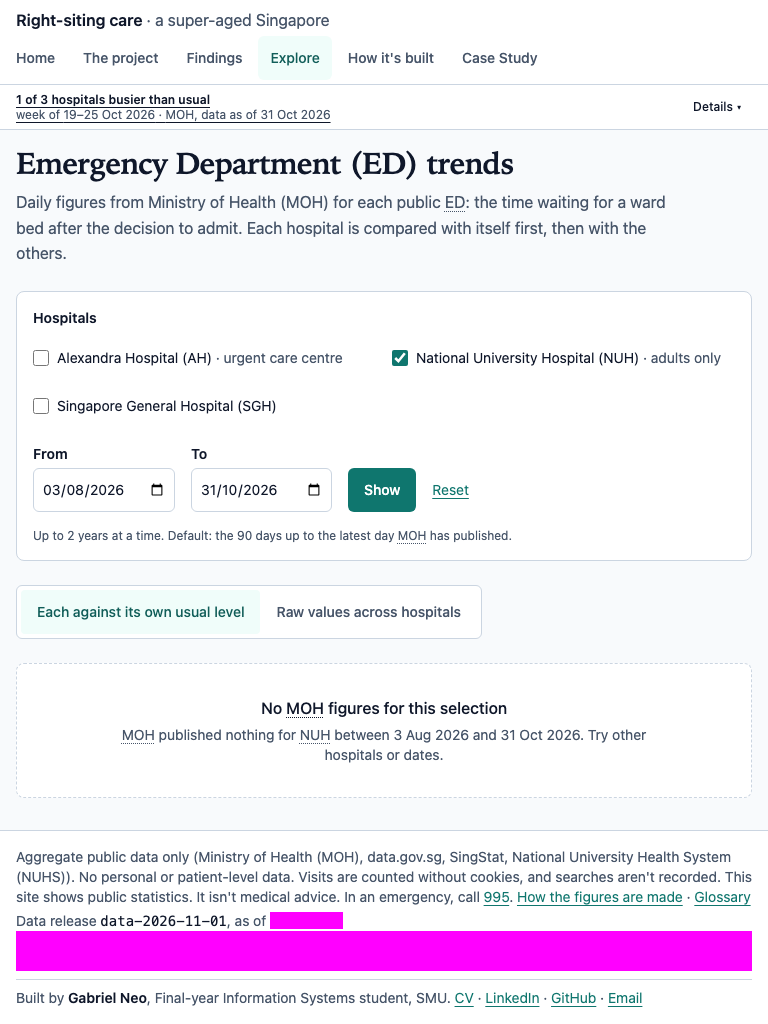 Right-siting care · a super-aged Singapore
Home The project Findings Explore How it's built Case Study
1 of 3 hospitals busier than usual
week of 19–25 Oct 2026 · MOH, data as of 31 Oct 2026
Details
Emergency Department (ED) trends
Daily figures from Ministry of Health (MOH) for each public ED: the time waiting for a ward
bed after the decision to admit. Each hospital is compared with itself first, then with the
others.
Hospitals
Alexandra Hospital (AH) · urgent care centre
National University Hospital (NUH) · adults only
Singapore General Hospital (SGH)
From To
03/08/2026 31/10/2026 Show Reset
Up to 2 years at a time. Default: the 90 days up to the latest day MOH has published.
Each against its own usual level Raw values across hospitals
No MOH figures for this selection
MOH published nothing for NUH between 3 Aug 2026 and 31 Oct 2026. Try other
hospitals or dates.
Aggregate public data only (Ministry of Health (MOH), data.gov.sg, SingStat, National University Health System
(NUHS)). No personal or patient-level data. Visits are counted without cookies, and searches aren't recorded. This
site shows public statistics. It isn't medical advice. In an emergency, call 995. How the figures are made · Glossary
Data release data-2026-11-01, as of
Built by Gabriel Neo, Final-year Information Systems student, SMU. CV · LinkedIn · GitHub · Email